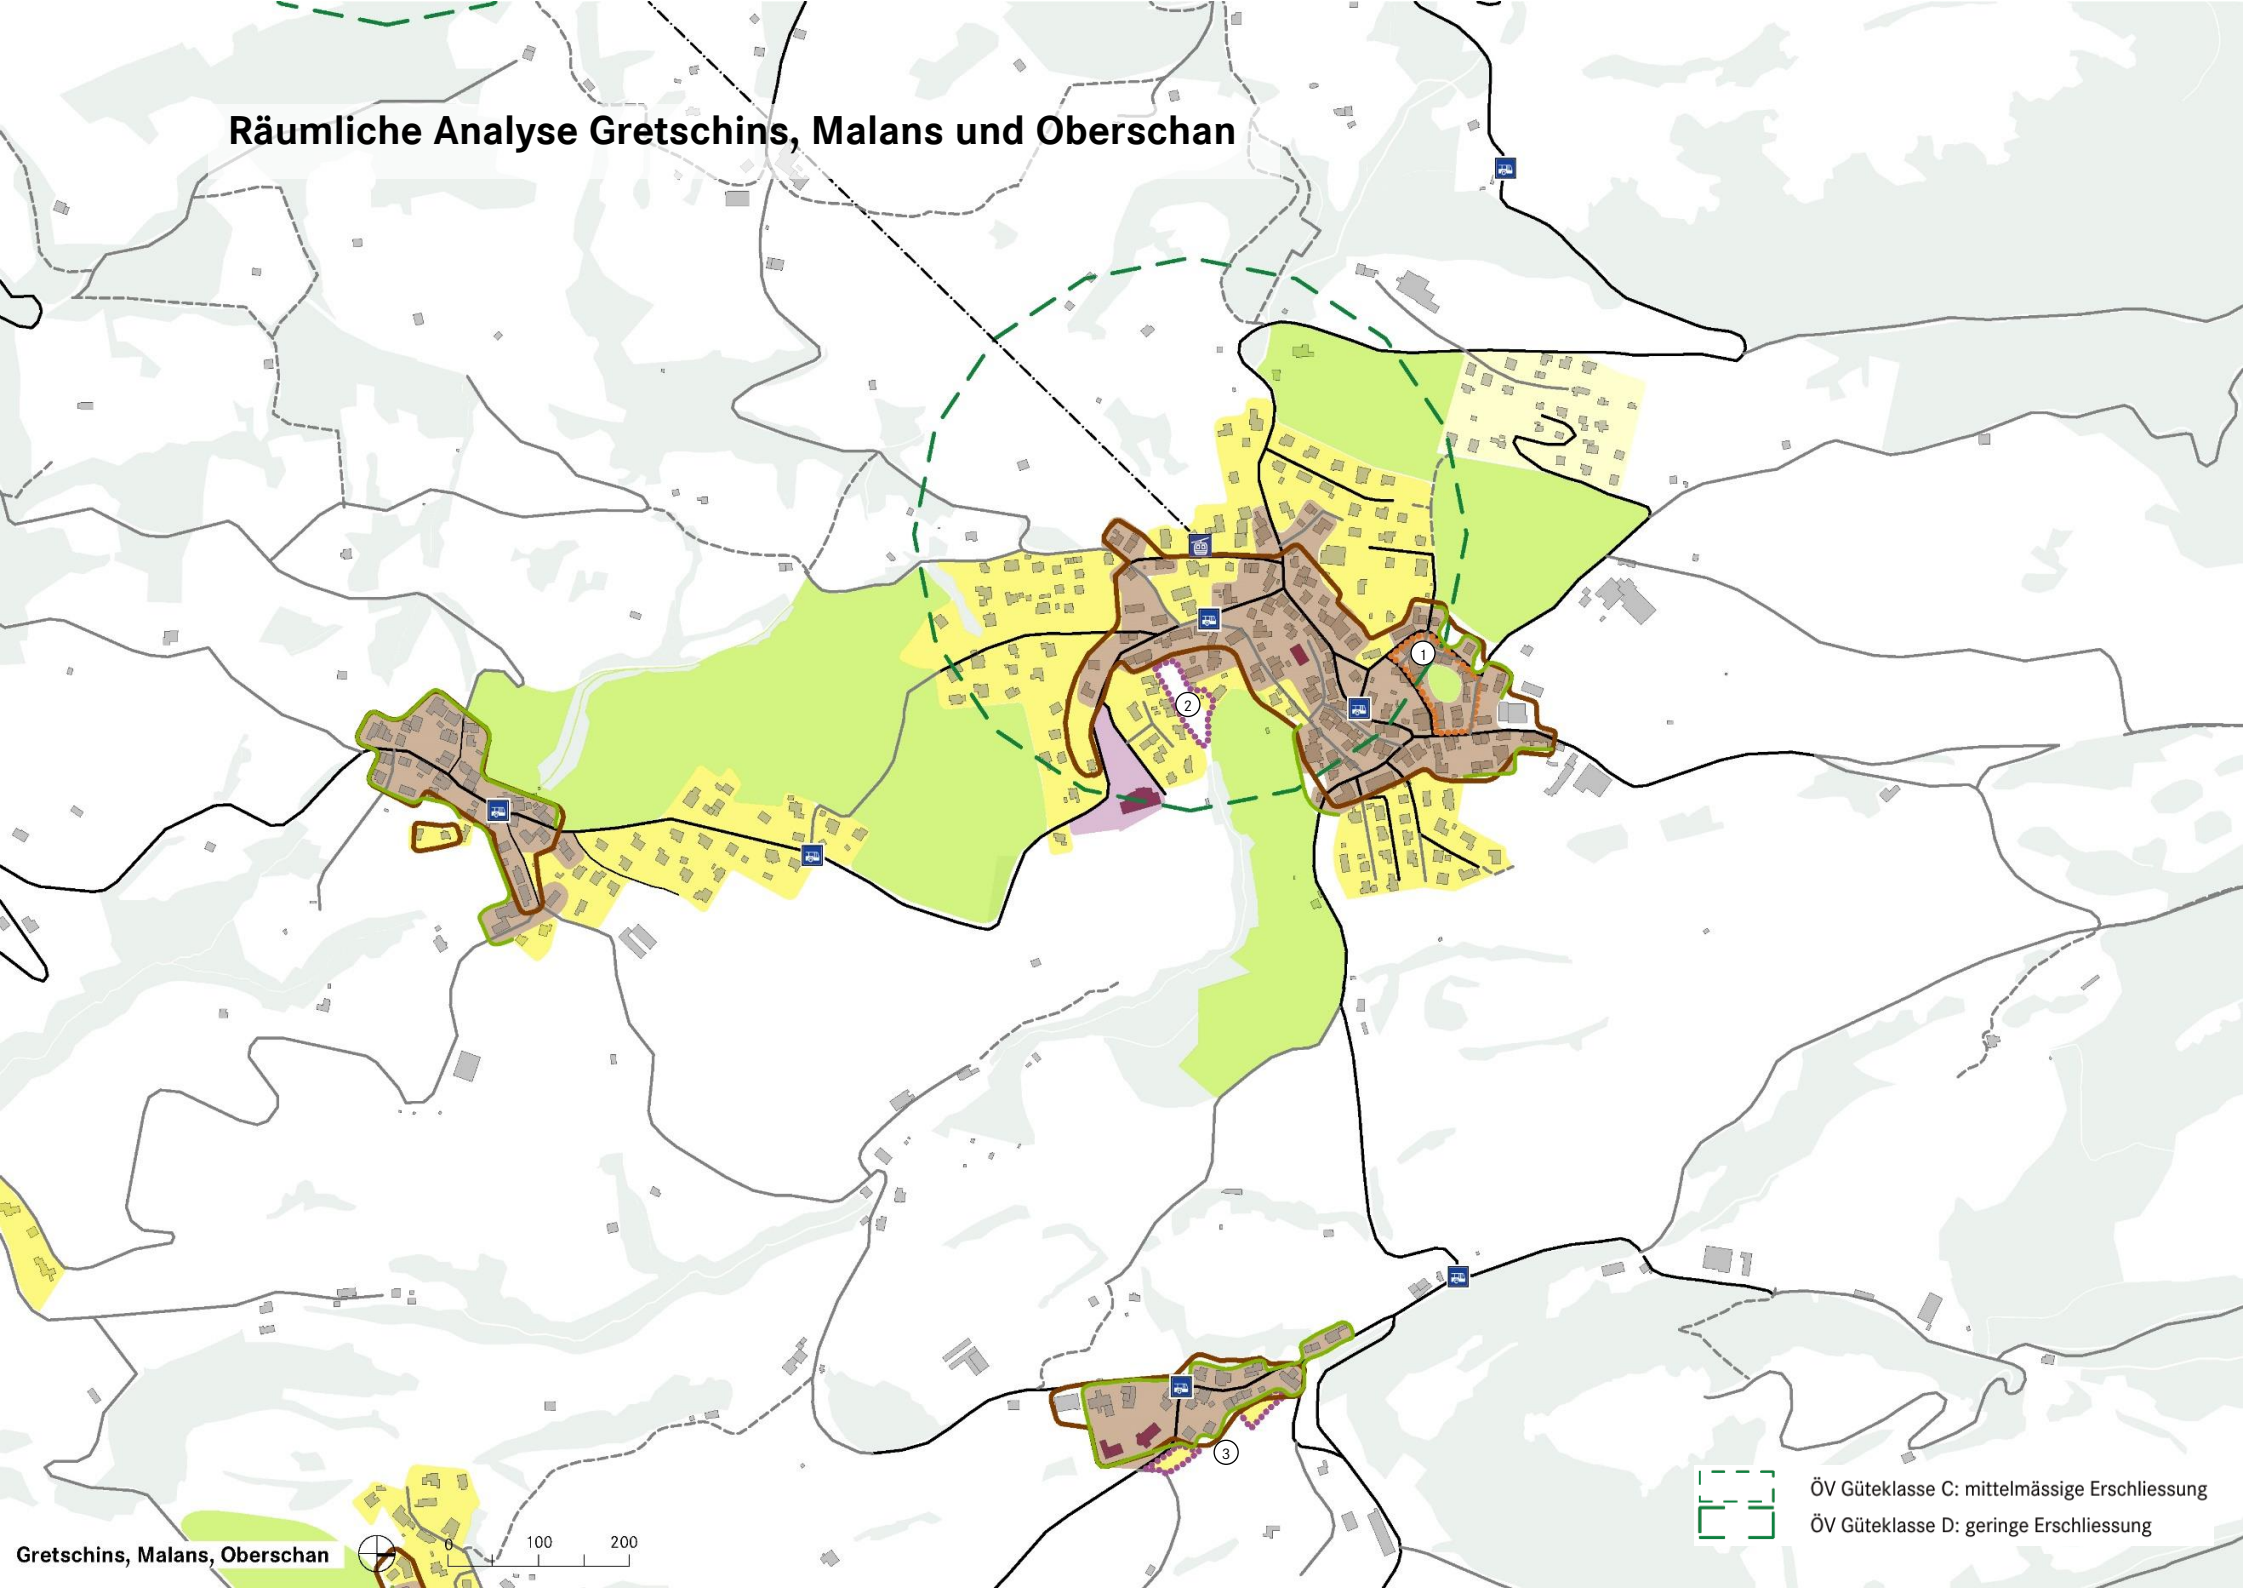 Räumliche Analyse Gretschins, Malans und Oberschan
1
2
3
ÖV Güteklasse C: mittelmässige Erschliessung
ÖV Güteklasse D: geringe Erschliessung
Gretschins, Malans, Oberschan
0 100 200